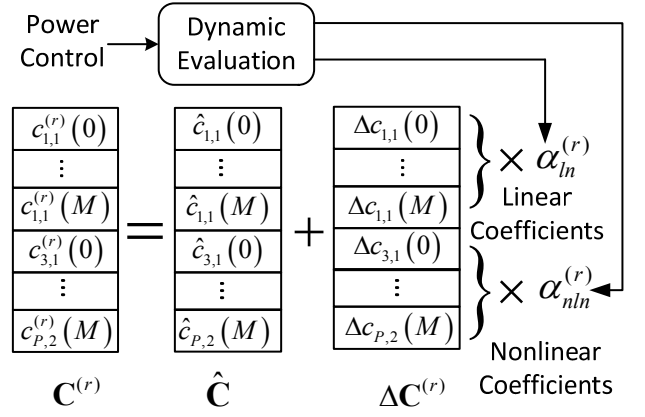 Power
Control
Dynamic
Evaluation
c_{1,1}^{(r)}(0) ĉ_{1,1}(0) Δc_{1,1}(0)
⋮ ⋮ ⋮
c_{1,1}^{(r)}(M) = ĉ_{1,1}(M) + Δc_{1,1}(M)
c_{3,1}^{(r)}(0) ĉ_{3,1}(0) Δc_{3,1}(0)
⋮ ⋮ ⋮
c_{P,2}^{(r)}(M) ĉ_{P,2}(M) Δc_{P,2}(M)
} × α_{ln}^{(r)}
Linear
Coefficients
} × α_{nln}^{(r)}
Nonlinear
Coefficients
C^{(r)} Ĉ ΔC^{(r)}